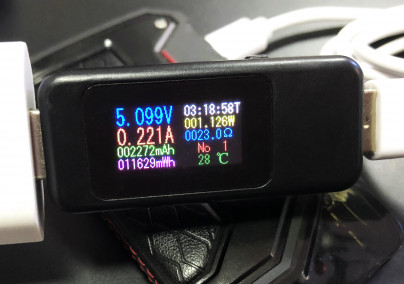 5.099V 03:18:58T
0.221A 001.126W
0023.0Ω
002272mAh No 1
011629mWh 28 ℃